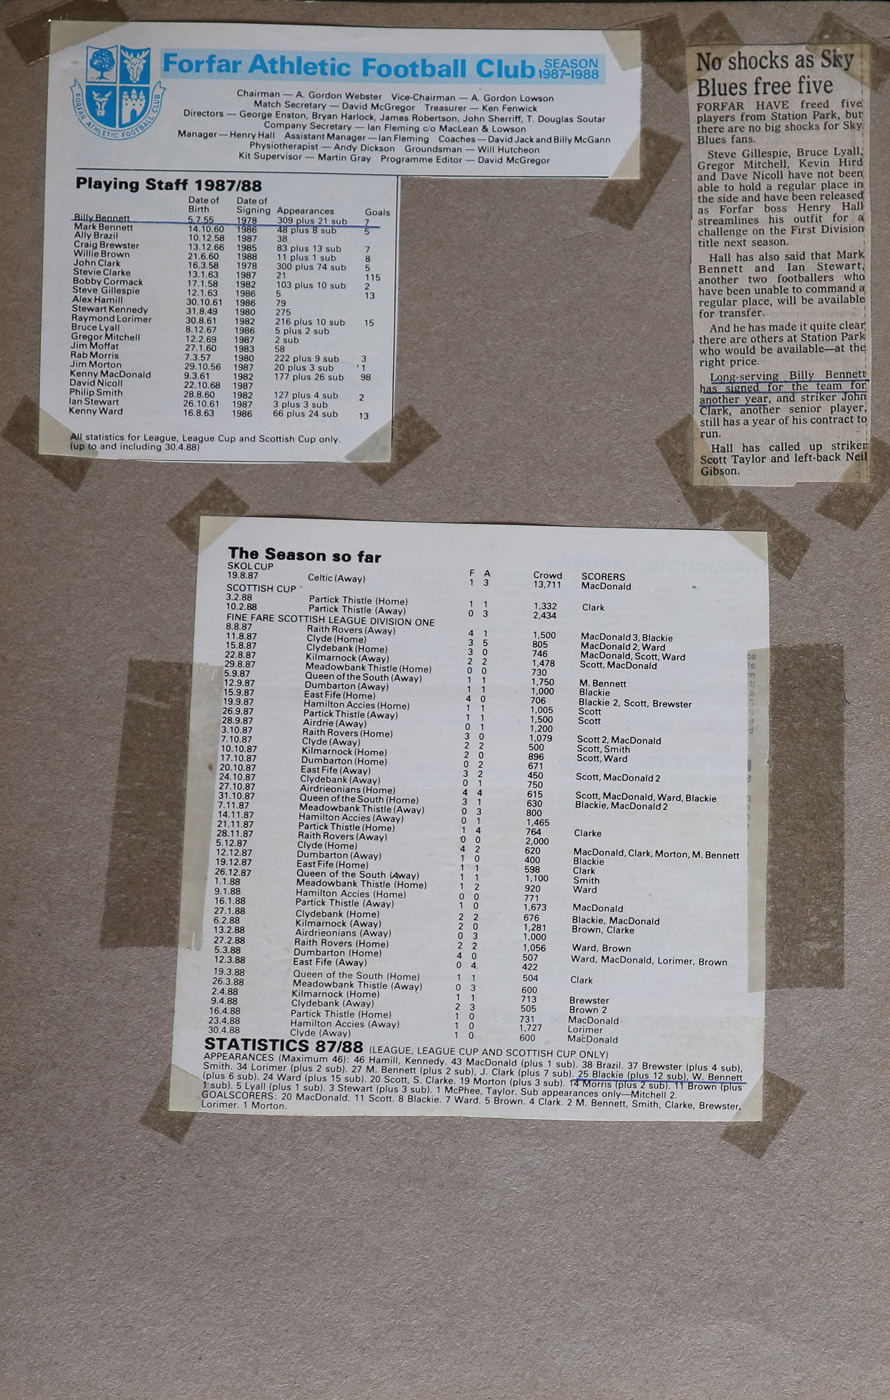 Forfar Athletic Football Club SEASON 1987-1988
FORFAR ATHLETIC FOOTBALL CLUB
Chairman — A. Gordon Webster Vice-Chairman — A. Gordon Lowson
Match Secretary — David McGregor Treasurer — Ken Fenwick
Directors — George Enston, Bryan Harlock, James Robertson, John Sherriff, T. Douglas Soutar
Company Secretary — Ian Fleming c/o MacLean & Lowson
Manager — Henry Hall Assistant Manager — Ian Fleming Coaches — David Jack and Billy McGann
Physiotherapist — Andy Dickson Groundsman — Will Hutcheon
Kit Supervisor — Martin Gray Programme Editor — David McGregor
Playing Staff 1987/88
Date of Birth Date of Signing Appearances Goals
Billy Bennett 5.7.55 1978 309 plus 21 sub 7
Mark Bennett 14.10.60 1986 48 plus 8 sub 5
Ally Brazil 10.12.58 1987 38
Craig Brewster 13.12.66 1985 83 plus 13 sub 7
Willie Brown 21.6.60 1988 11 plus 1 sub 8
John Clark 16.3.58 1978 300 plus 74 sub 5
Stevie Clarke 13.1.63 1987 21 115
Bobby Cormack 17.1.58 1982 103 plus 10 sub 2
Steve Gillespie 12.1.63 1986 5 13
Alex Hamill 30.10.61 1986 79
Stewart Kennedy 31.8.49 1980 275
Raymond Lorimer 30.8.61 1982 216 plus 10 sub 15
Bruce Lyall 8.12.67 1986 5 plus 2 sub
Gregor Mitchell 12.2.69 1987 2 sub
Jim Moffat 27.1.60 1983 58
Rab Morris 7.3.57 1980 222 plus 9 sub 3
Jim Morton 29.10.56 1987 20 plus 3 sub 1
Kenny MacDonald 9.3.61 1982 177 plus 26 sub 98
David Nicoll 22.10.68 1987
Philip Smith 28.8.60 1982 127 plus 4 sub 2
Ian Stewart 26.10.61 1987 3 plus 3 sub
Kenny Ward 16.8.63 1986 66 plus 24 sub 13
All statistics for League, League Cup and Scottish Cup only.
(up to and including 30.4.88)
No shocks as Sky
Blues free five
FORFAR HAVE freed five
players from Station Park, but
there are no big shocks for Sky
Blues fans.
Steve Gillespie, Bruce Lyall,
Gregor Mitchell, Kevin Hird
and Dave Nicoll have not been
able to hold a regular place in
the side and have been released
as Forfar boss Henry Hall
streamlines his outfit for a
challenge on the First Division
title next season.
Hall has also said that Mark
Bennett and Ian Stewart,
another two footballers who
have been unable to command a
regular place, will be available
for transfer.
And he has made it quite clear
there are others at Station Park
who would be available—at the
right price.
Long-serving Billy Bennett
has signed for the team for
another year, and striker John
Clark, another senior player,
still has a year of his contract to
run.
Hall has called up striker
Scott Taylor and left-back Neil
Gibson.
The Season so far
SKOL CUP F A Crowd SCORERS
19.8.87 Celtic (Away) 1 3 13,711 MacDonald
SCOTTISH CUP
3.2.88 Partick Thistle (Home) 1 1 1,332 Clark
10.2.88 Partick Thistle (Away) 0 3 2,434
FINE FARE SCOTTISH LEAGUE DIVISION ONE
8.8.87 Raith Rovers (Away) 4 1 1,500 MacDonald 3, Blackie
11.8.87 Clyde (Home) 3 5 805 MacDonald 2, Ward
15.8.87 Clydebank (Home) 3 0 746 MacDonald, Scott, Ward
22.8.87 Kilmarnock (Away) 2 2 1,478 Scott, MacDonald
29.8.87 Meadowbank Thistle (Home) 0 0 730
5.9.87 Queen of the South (Away) 1 1 1,750 M. Bennett
12.9.87 Dumbarton (Away) 1 1 1,000 Blackie
15.9.87 East Fife (Home) 4 0 706 Blackie 2, Scott, Brewster
19.9.87 Hamilton Accies (Home) 1 1 1,005 Scott
26.9.87 Partick Thistle (Away) 1 1 1,500 Scott
28.9.87 Airdrie (Away) 0 1 1,200
3.10.87 Raith Rovers (Home) 3 0 1,079 Scott 2, MacDonald
7.10.87 Clyde (Away) 2 2 500 Scott, Smith
10.10.87 Kilmarnock (Home) 2 0 896 Scott, Ward
17.10.87 Dumbarton (Home) 0 2 671
20.10.87 East Fife (Away) 3 2 450 Scott, MacDonald 2
24.10.87 Clydebank (Away) 0 1 750
27.10.87 Airdrieonians (Home) 4 4 615 Scott, MacDonald, Ward, Blackie
31.10.87 Queen of the South (Home) 3 1 630 Blackie, MacDonald 2
7.11.87 Meadowbank Thistle (Away) 0 3 800
14.11.87 Hamilton Accies (Away) 0 1 1,465
21.11.87 Partick Thistle (Home) 1 4 764 Clarke
28.11.87 Raith Rovers (Away) 0 0 2,000
5.12.87 Clyde (Home) 4 2 620 MacDonald, Clark, Morton, M. Bennett
12.12.87 Dumbarton (Away) 1 0 400 Blackie
19.12.87 East Fife (Home) 1 1 598 Clark
26.12.87 Queen of the South (Away) 1 1 1,100 Smith
1.1.88 Meadowbank Thistle (Home) 1 2 920 Ward
9.1.88 Hamilton Accies (Home) 0 0 771
16.1.88 Partick Thistle (Away) 1 0 1,673 MacDonald
27.1.88 Clydebank (Home) 2 2 676 Blackie, MacDonald
6.2.88 Kilmarnock (Away) 2 0 1,281 Brown, Clarke
13.2.88 Airdrieonians (Away) 0 3 1,000
27.2.88 Raith Rovers (Home) 2 2 1,056 Ward, Brown
5.3.88 Dumbarton (Home) 4 0 507 Ward, MacDonald, Lorimer, Brown
12.3.88 East Fife (Away) 0 4 422
19.3.88 Queen of the South (Home) 1 1 504 Clark
26.3.88 Meadowbank Thistle (Away) 0 3 600
2.4.88 Kilmarnock (Home) 1 1 713 Brewster
9.4.88 Clydebank (Away) 2 3 505 Brown 2
16.4.88 Partick Thistle (Home) 1 0 731 MacDonald
23.4.88 Hamilton Accies (Away) 1 0 1,727 Lorimer
30.4.88 Clyde (Away) 1 0 600 MacDonald
STATISTICS 87/88 (LEAGUE, LEAGUE CUP AND SCOTTISH CUP ONLY)
APPEARANCES (Maximum 46): 46 Hamill, Kennedy. 43 MacDonald (plus 1 sub). 38 Brazil. 37 Brewster (plus 4 sub),
Smith. 34 Lorimer (plus 2 sub). 27 M. Bennett (plus 2 sub), J. Clark (plus 7 sub). 25 Blackie (plus 12 sub), W. Bennett
(plus 6 sub). 24 Ward (plus 15 sub). 20 Scott, S. Clarke. 19 Morton (plus 3 sub). 14 Morris (plus 2 sub). 11 Brown (plus
1 sub). 5 Lyall (plus 1 sub). 3 Stewart (plus 3 sub). 1 McPhee, Taylor. Sub appearances only—Mitchell 2.
GOALSCORERS: 20 MacDonald. 11 Scott. 8 Blackie. 7 Ward. 5 Brown. 4 Clark. 2 M. Bennett, Smith, Clarke, Brewster,
Lorimer. 1 Morton.